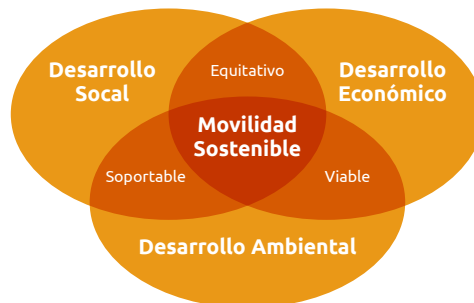 Desarrollo
Socal
Equitativo
Desarrollo
Económico
Movilidad
Sostenible
Soportable
Viable
Desarrollo Ambiental